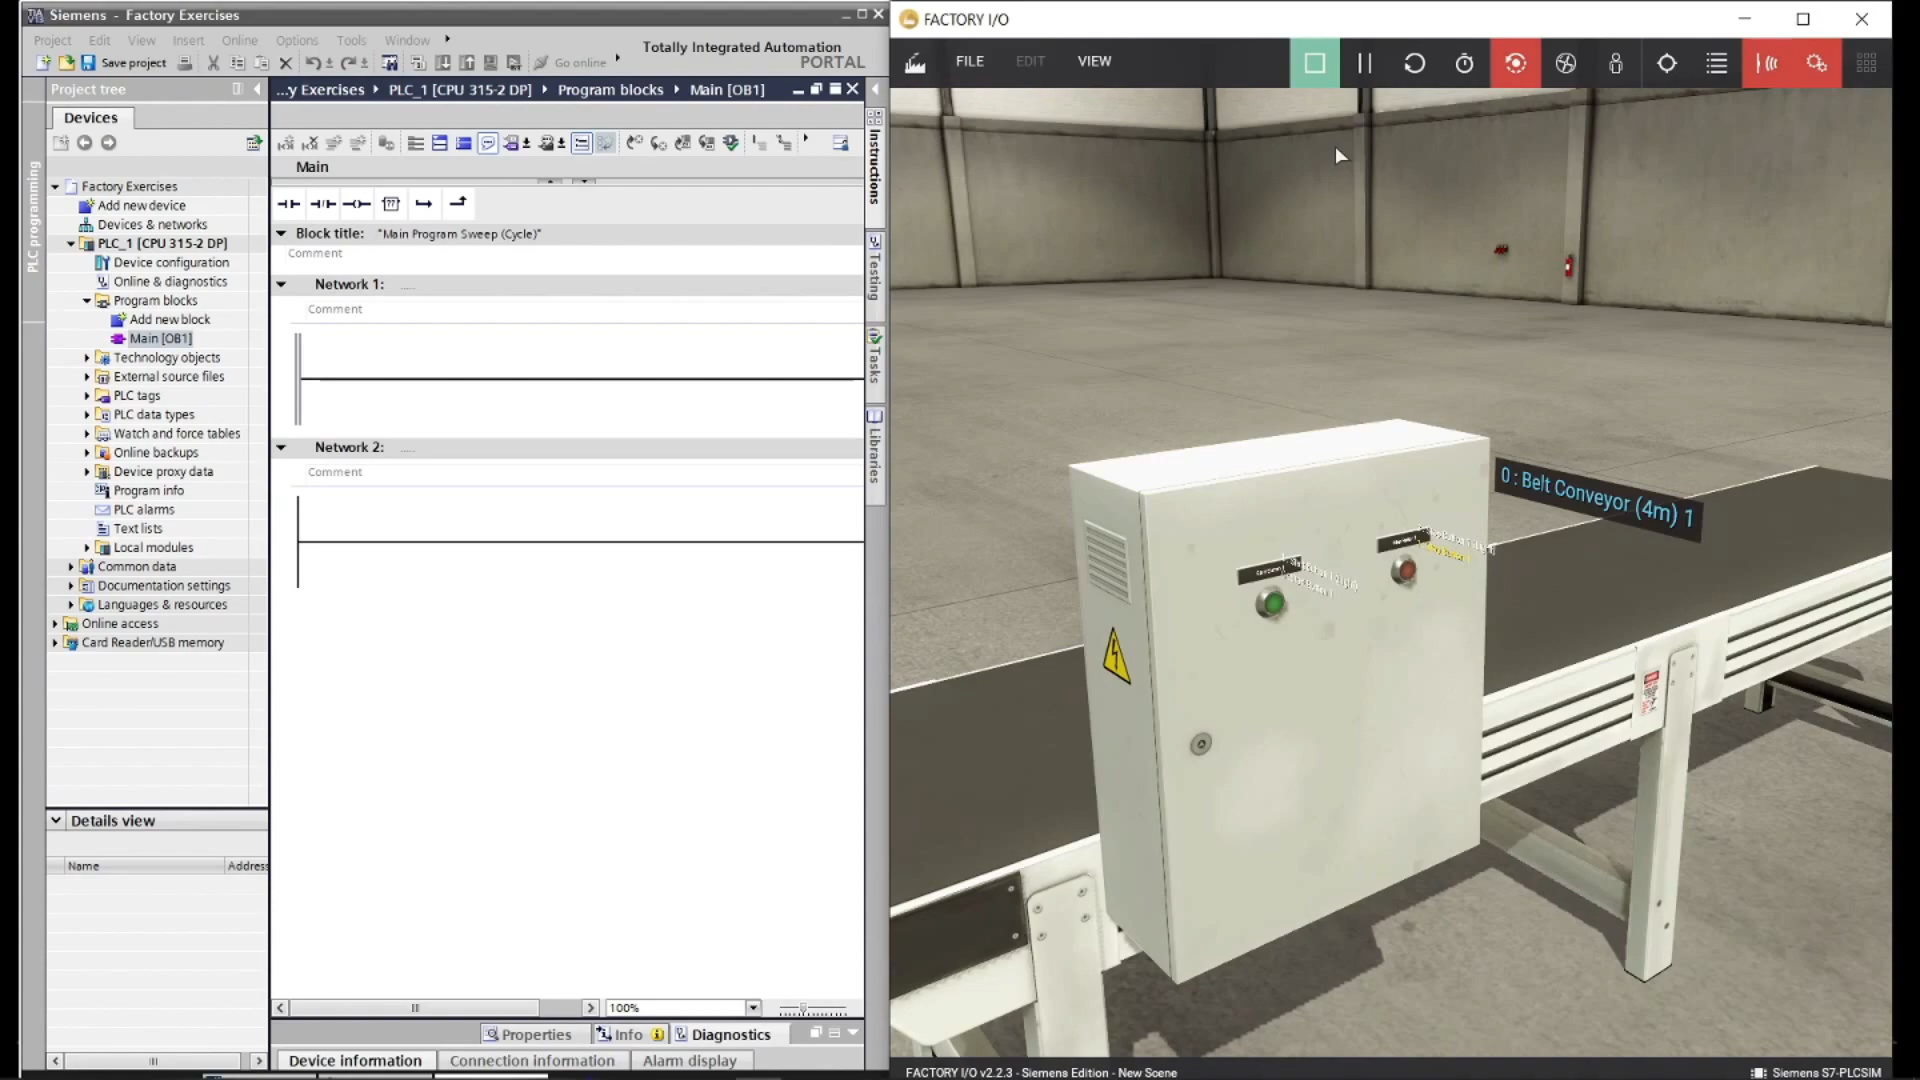 Siemens - Factory Exercises
Project Edit View Insert Online Options Tools Window
Totally Integrated Automation
PORTAL
Save project
Go online
Project tree
...y Exercises PLC_1 [CPU 315-2 DP] Program blocks Main [OB1]
Devices
PLC programming
Factory Exercises
Add new device
Devices & networks
PLC_1 [CPU 315-2 DP]
Device configuration
Online & diagnostics
Program blocks
Add new block
Main [OB1]
Technology objects
External source files
PLC tags
PLC data types
Watch and force tables
Online backups
Device proxy data
Program info
PLC alarms
Text lists
Local modules
Common data
Documentation settings
Languages & resources
Online access
Card Reader/USB memory
Details view
Name Address
Main
Block title: "Main Program Sweep (Cycle)"
Comment
Network 1: .....
Comment
Network 2: .....
Comment
Instructions
Testing
Tasks
Libraries
100%
Properties Info Diagnostics
Device information Connection information Alarm display
FACTORY I/O
FILE EDIT VIEW
0 : Belt Conveyor (4m) 1
FACTORY I/O v2.2.3 - Siemens Edition - New Scene
Siemens S7-PLCSIM